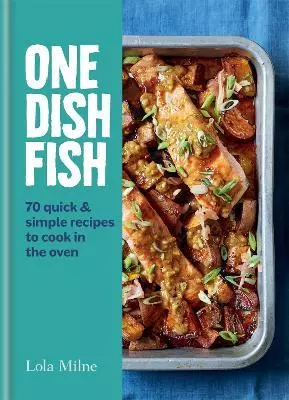 ONE
DISH
FISH
70 quick &
simple recipes
to cook in
the oven
Lola Milne